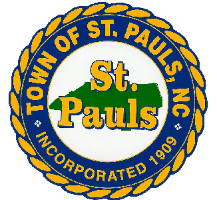 TOWN OF ST. PAULS, NC
St.
Pauls
INCORPORATED 1909